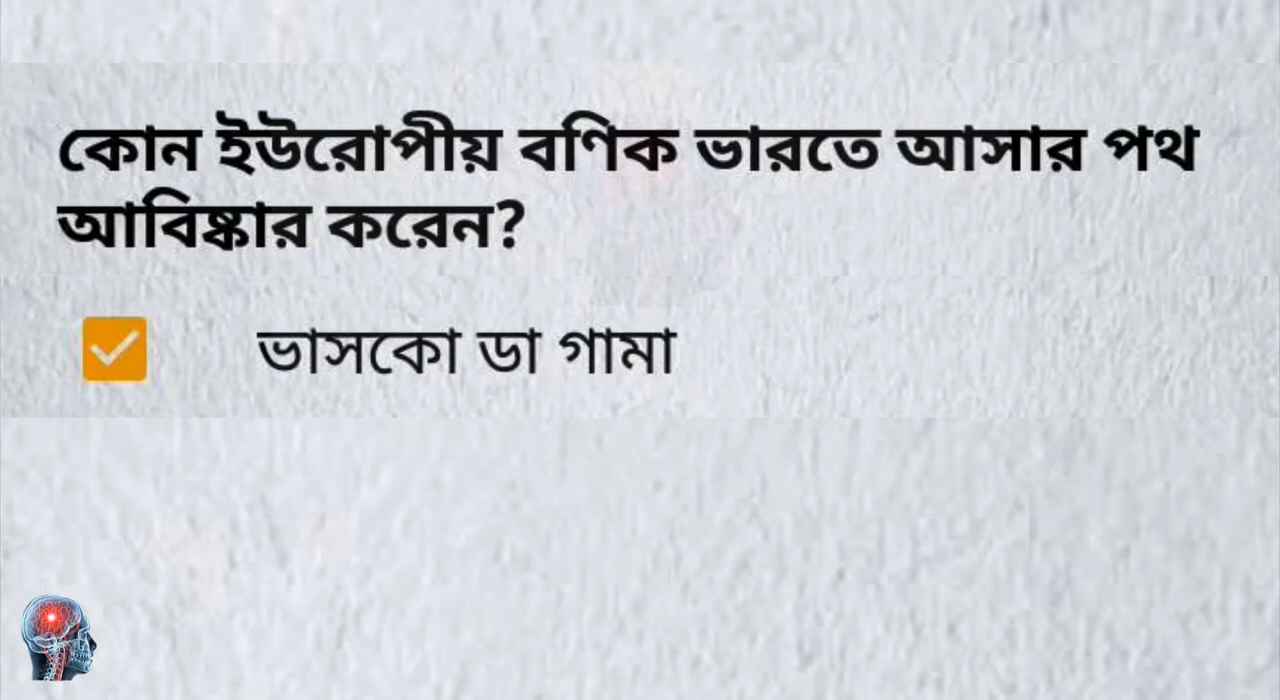 কোন ইউরোপীয় বণিক ভারতে আসার পথ
আবিষ্কার করেন?
ভাসকো ডা গামা